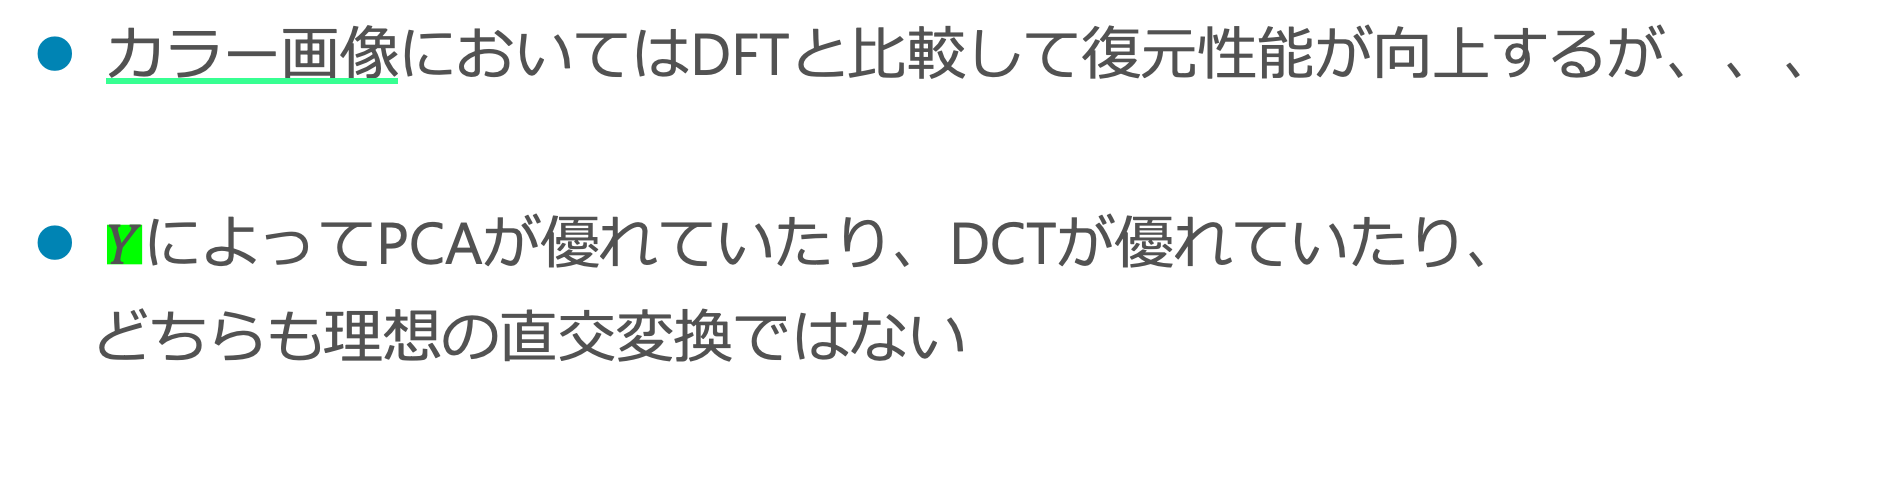 ● カラー画像においてはDFTと比較して復元性能が向上するが、、、
● YによってPCAが優れていたり、DCTが優れていたり、
どちらも理想の直交変換ではない